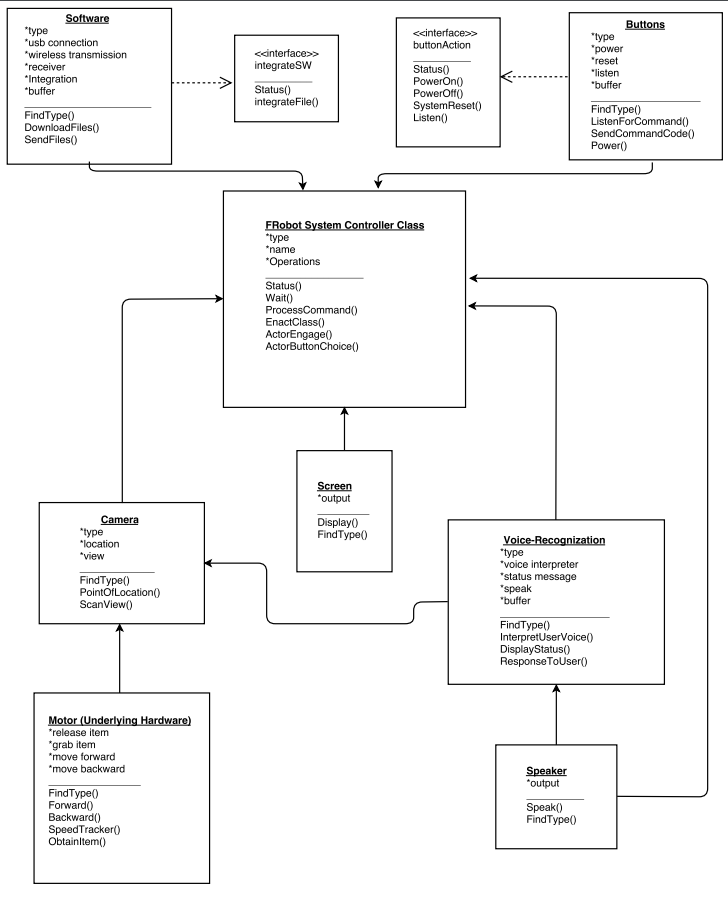 Software
*type
*usb connection
*wireless transmission
*receiver
*Integration
*buffer
FindType()
DownloadFiles()
SendFiles()
<<interface>>
integrateSW
Status()
integrateFile()
<<interface>>
buttonAction
Status()
PowerOn()
PowerOff()
SystemReset()
Listen()
Buttons
*type
*power
*reset
*listen
*buffer
FindType()
ListenForCommand()
SendCommandCode()
Power()
FRobot System Controller Class
*type
*name
*Operations
Status()
Wait()
ProcessCommand()
EnactClass()
ActorEngage()
ActorButtonChoice()
Screen
*output
Display()
FindType()
Camera
*type
*location
*view
FindType()
PointOfLocation()
ScanView()
Voice-Recognization
*type
*voice interpreter
*status message
*speak
*buffer
FindType()
InterpretUserVoice()
DisplayStatus()
ResponseToUser()
Motor (Underlying Hardware)
*release item
*grab item
*move forward
*move backward
FindType()
Forward()
Backward()
SpeedTracker()
ObtainItem()
Speaker
*output
Speak()
FindType()